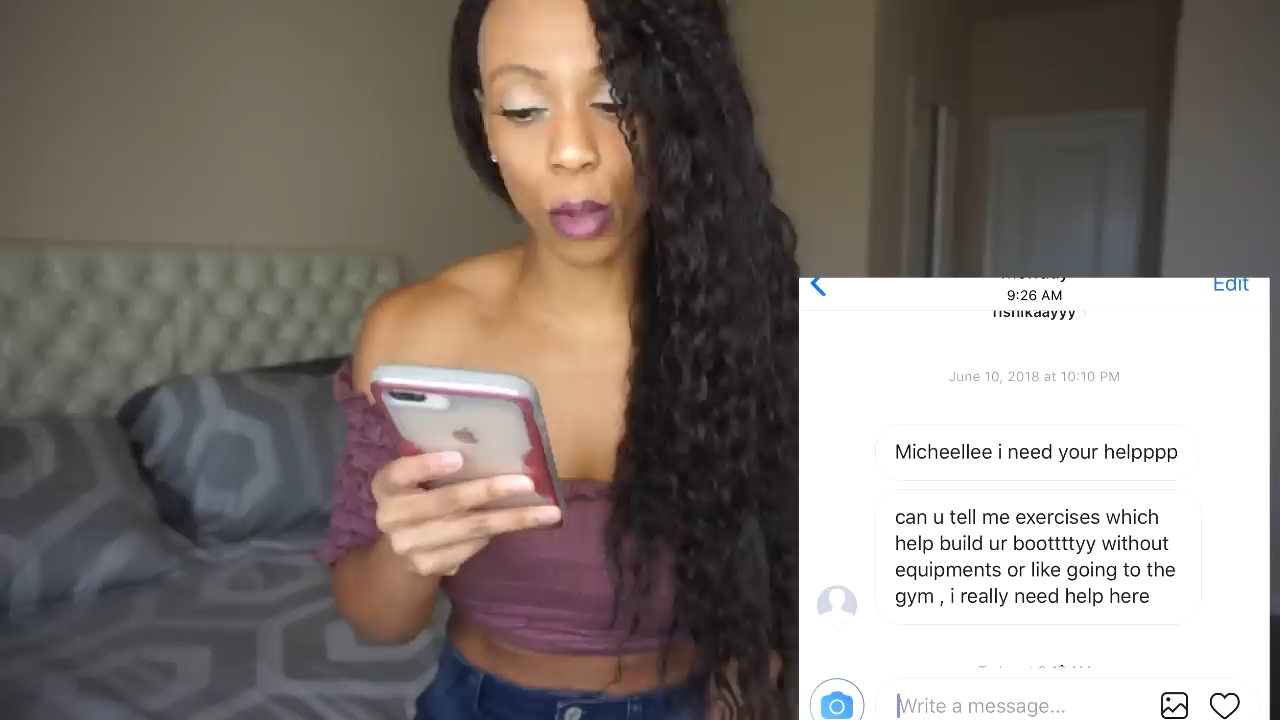 9:26 AM
Edit
rishikaayyy
June 10, 2018 at 10:10 PM
Micheellee i need your helpppp
can u tell me exercises which
help build ur boottttyy without
equipments or like going to the
gym , i really need help here
Write a message...